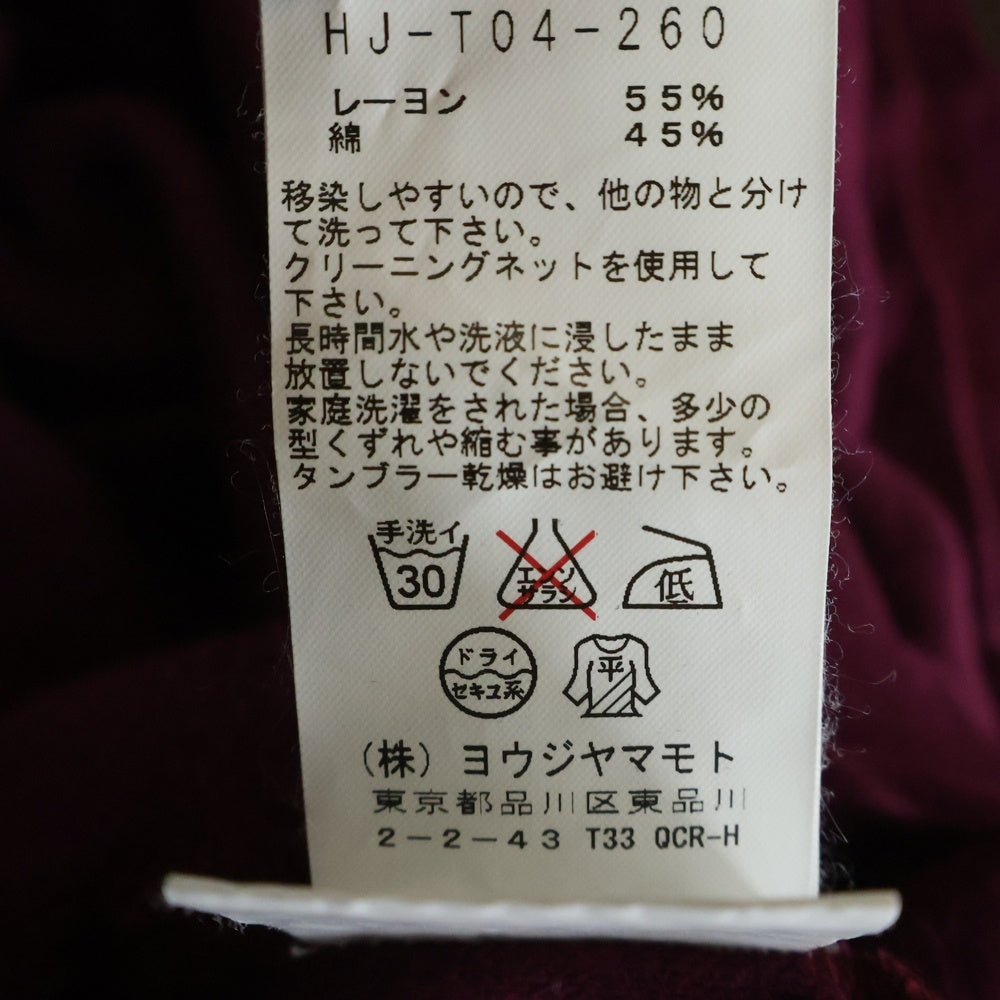 HJ-T04-260
レーヨン 55%
綿 45%
移染しやすいので、他の物と分け
て洗って下さい。
クリーニングネットを使用して
下さい。
長時間水や洗液に浸したまま
放置しないでください。
家庭洗濯をされた場合、多少の
型くずれや縮む事があります。
タンブラー乾燥はお避け下さい。
手洗イ
30
エンソ
サラシ
低
ドライ
セキユ系
平
(株) ヨウジヤマモト
東京都品川区東品川
2-2-43 T33 QCR-H